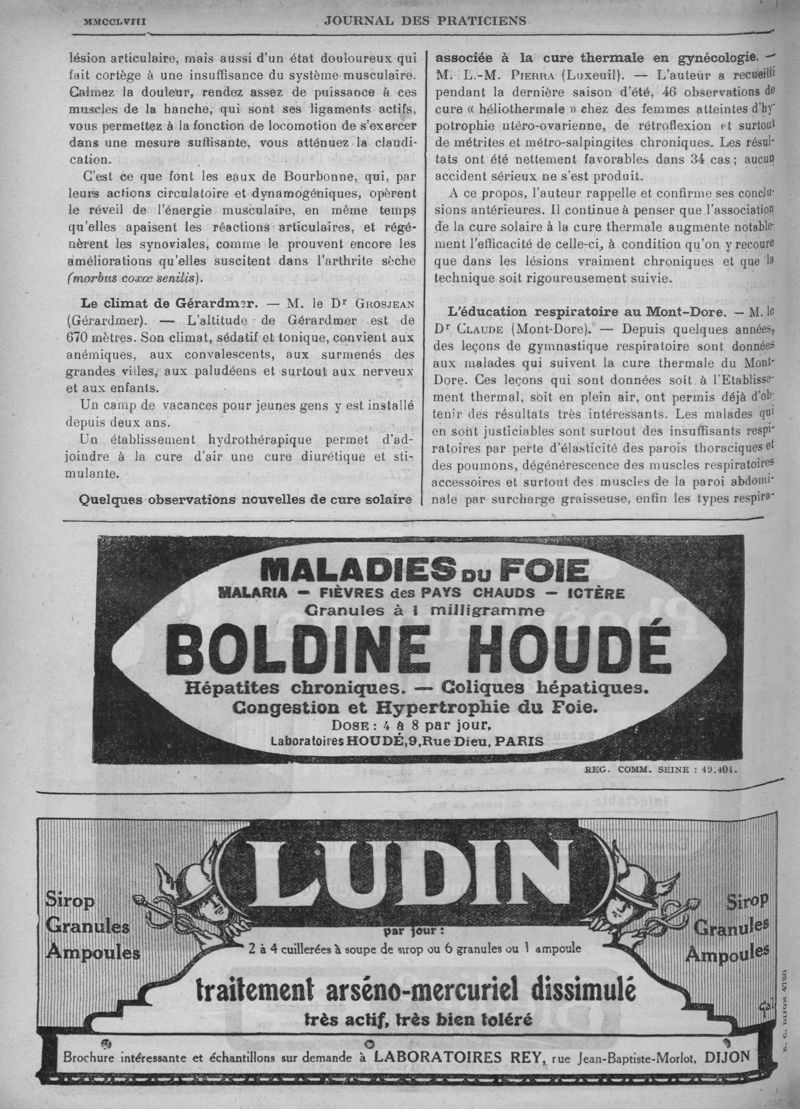 MMCCLVIII
JOURNAL DES PRATICIENS
lésion articulaire, mais aussi d'un état douloureux qui
fait cortège à une insuffisance du système musculaire.
Calmez la douleur, rendez assez de puissance à ces
muscles de la hanche, qui sont ses ligaments actifs,
vous permettez à la fonction de locomotion de s'exercer
dans une mesure suffisante, vous atténuez la claudi-
cation.
C'est ce que font les eaux de Bourbonne, qui, par
leurs actions circulatoire et dynamogéniques, opèrent
le réveil de l'énergie musculaire, en même temps
qu'elles apaisent les réactions articulaires, et régé-
nèrent les synoviales, comme le prouvent encore les
améliorations qu'elles suscitent dans l'arthrite sèche
(morbus coxœ senilis).
Le climat de Gérardmer. — M. le Dr GROSJEAN
(Gérardmer). — L'altitude de Gérardmer est de
670 mètres. Son climat, sédatif et tonique, convient aux
anémiques, aux convalescents, aux surmenés des
grandes villes, aux paludéens et surtout aux nerveux
et aux enfants.
Un camp de vacances pour jeunes gens y est installé
depuis deux ans.
Un établissement hydrothérapique permet d'ad-
joindre à la cure d'air une cure diurétique et sti-
mulante.
Quelques observations nouvelles de cure solaire
associée à la cure thermale en gynécologie. —
M. L.-M. PIERRA (Luxeuil). — L'auteur a recueilli
pendant la dernière saison d'été, 46 observations de
cure « héliothermale » chez des femmes atteintes d'hy-
potrophie utéro-ovarienne, de rétroflexion et surtout
de métrites et métro-salpingites chroniques. Les résul-
tats ont été nettement favorables dans 34 cas ; aucun
accident sérieux ne s'est produit.
A ce propos, l'auteur rappelle et confirme ses conclu-
sions antérieures. Il continue à penser que l'association
de la cure solaire à la cure thermale augmente notable-
ment l'efficacité de celle-ci, à condition qu'on y recoure
que dans les lésions vraiment chroniques et que la
technique soit rigoureusement suivie.
L'éducation respiratoire au Mont-Dore. — M. le
Dr CLAUDE (Mont-Dore). — Depuis quelques années,
des leçons de gymnastique respiratoire sont données
aux malades qui suivent la cure thermale du Mont-
Dore. Ces leçons qui sont données soit à l'Etablisse-
ment thermal, soit en plein air, ont permis déjà d'ob-
tenir des résultats très intéressants. Les malades qui
en sont justiciables sont surtout des insuffisants respi-
ratoires par perte d'élasticité des parois thoraciques et
des poumons, dégénérescence des muscles respiratoires
accessoires et surtout des muscles de la paroi abdomi-
nale par surcharge graisseuse, enfin les types respira-
MALADIES DU FOIE
MALARIA — FIÈVRES des PAYS CHAUDS — ICTÈRE
Granules à 1 milligramme
BOLDINE HOUDÉ
Hépatites chroniques. — Coliques hépatiques.
Congestion et Hypertrophie du Foie.
DOSE : 4 à 8 par jour.
Laboratoires HOUDÉ, 9, Rue Dieu, PARIS
REG. COMM. SEINE : 49.404.
LUDIN
Sirop
Granules
Ampoules
Sirop
Granules
Ampoules
par jour :
2 à 4 cuillerées à soupe de sirop ou 6 granules ou 1 ampoule
traitement arséno-mercuriel dissimulé
très actif, très bien toléré
Brochure intéressante et échantillons sur demande à LABORATOIRES REY, rue Jean-Baptiste-Morlot, DIJON
R. C. DIJON 4780